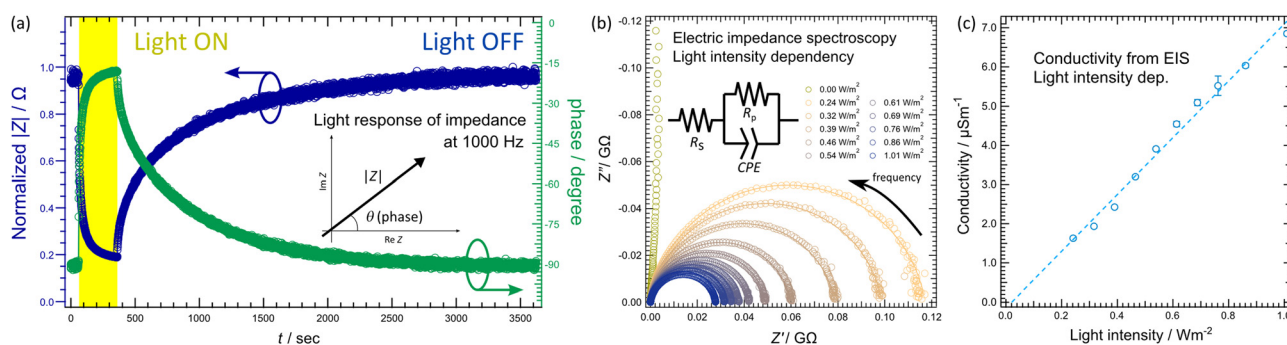 (a)
Light ON
Light OFF
Normalized |Z| / Ω
1.0
0.8
0.6
0.4
0.2
0.0
0
500
1000
1500
2000
2500
3000
3500
t / sec
0
-15
-30
-45
-60
-75
-90
phase / degree
Light response of impedance
at 1000 Hz
Im Z
|Z|
θ (phase)
Re Z
(b)
Electric impedance spectroscopy
Light intensity dependency
Rs
Rp
CPE
0.00 W/m²
0.24 W/m²
0.32 W/m²
0.39 W/m²
0.46 W/m²
0.54 W/m²
0.61 W/m²
0.69 W/m²
0.76 W/m²
0.86 W/m²
1.01 W/m²
frequency
Z'' / GΩ
-0.12
-0.10
-0.08
-0.06
-0.04
-0.02
0.00
0.00
0.02
0.04
0.06
0.08
0.10
0.12
Z' / GΩ
(c)
Conductivity from EIS
Light intensity dep.
Conductivity / μSm⁻¹
7.0
6.0
5.0
4.0
3.0
2.0
1.0
0.0
0.0
0.2
0.4
0.6
0.8
1.0
Light intensity / Wm⁻²